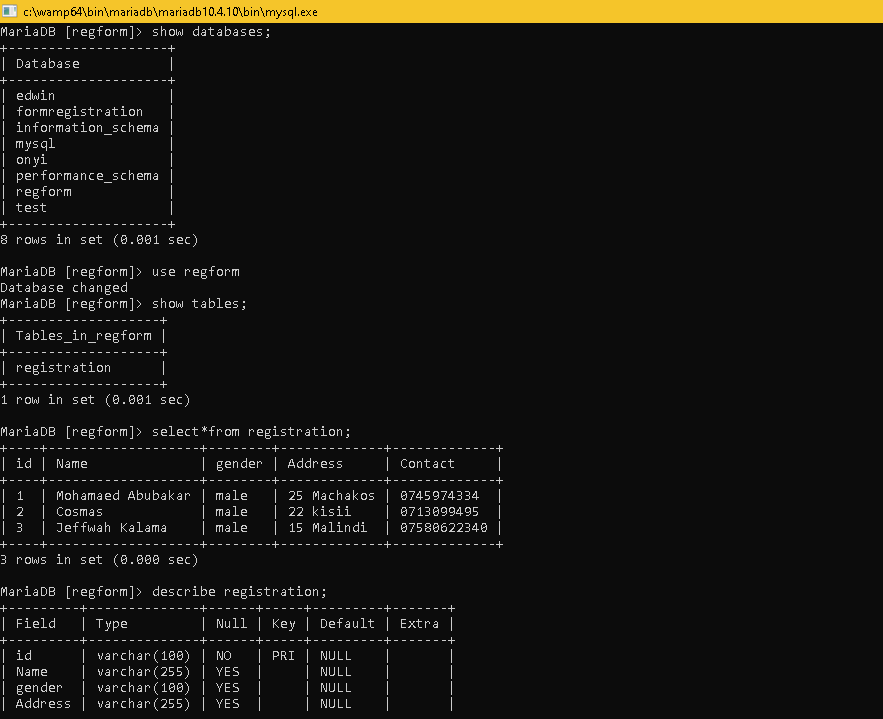 c:\wamp64\bin\mariadb\mariadb10.4.10\bin\mysql.exe
MariaDB [regform]> show databases;
+--------------------+
| Database           |
+--------------------+
| edwin              |
| formregistration   |
| information_schema |
| mysql              |
| onyi               |
| performance_schema |
| regform            |
| test               |
+--------------------+
8 rows in set (0.001 sec)
MariaDB [regform]> use regform
Database changed
MariaDB [regform]> show tables;
+-------------------+
| Tables_in_regform |
+-------------------+
| registration      |
+-------------------+
1 row in set (0.001 sec)
MariaDB [regform]> select*from registration;
+----+-------------------+--------+-------------+-------------+
| id | Name              | gender | Address     | Contact     |
+----+-------------------+--------+-------------+-------------+
| 1  | Mohamaed Abubakar | male   | 25 Machakos | 0745974334  |
| 2  | Cosmas            | male   | 22 kisii    | 0713099495  |
| 3  | Jeffwah Kalama    | male   | 15 Malindi  | 07580622340 |
+----+-------------------+--------+-------------+-------------+
3 rows in set (0.000 sec)
MariaDB [regform]> describe registration;
+---------+--------------+------+-----+---------+-------+
| Field   | Type         | Null | Key | Default | Extra |
+---------+--------------+------+-----+---------+-------+
| id      | varchar(100) | NO   | PRI | NULL    |       |
| Name    | varchar(255) | YES  |     | NULL    |       |
| gender  | varchar(100) | YES  |     | NULL    |       |
| Address | varchar(255) | YES  |     | NULL    |       |